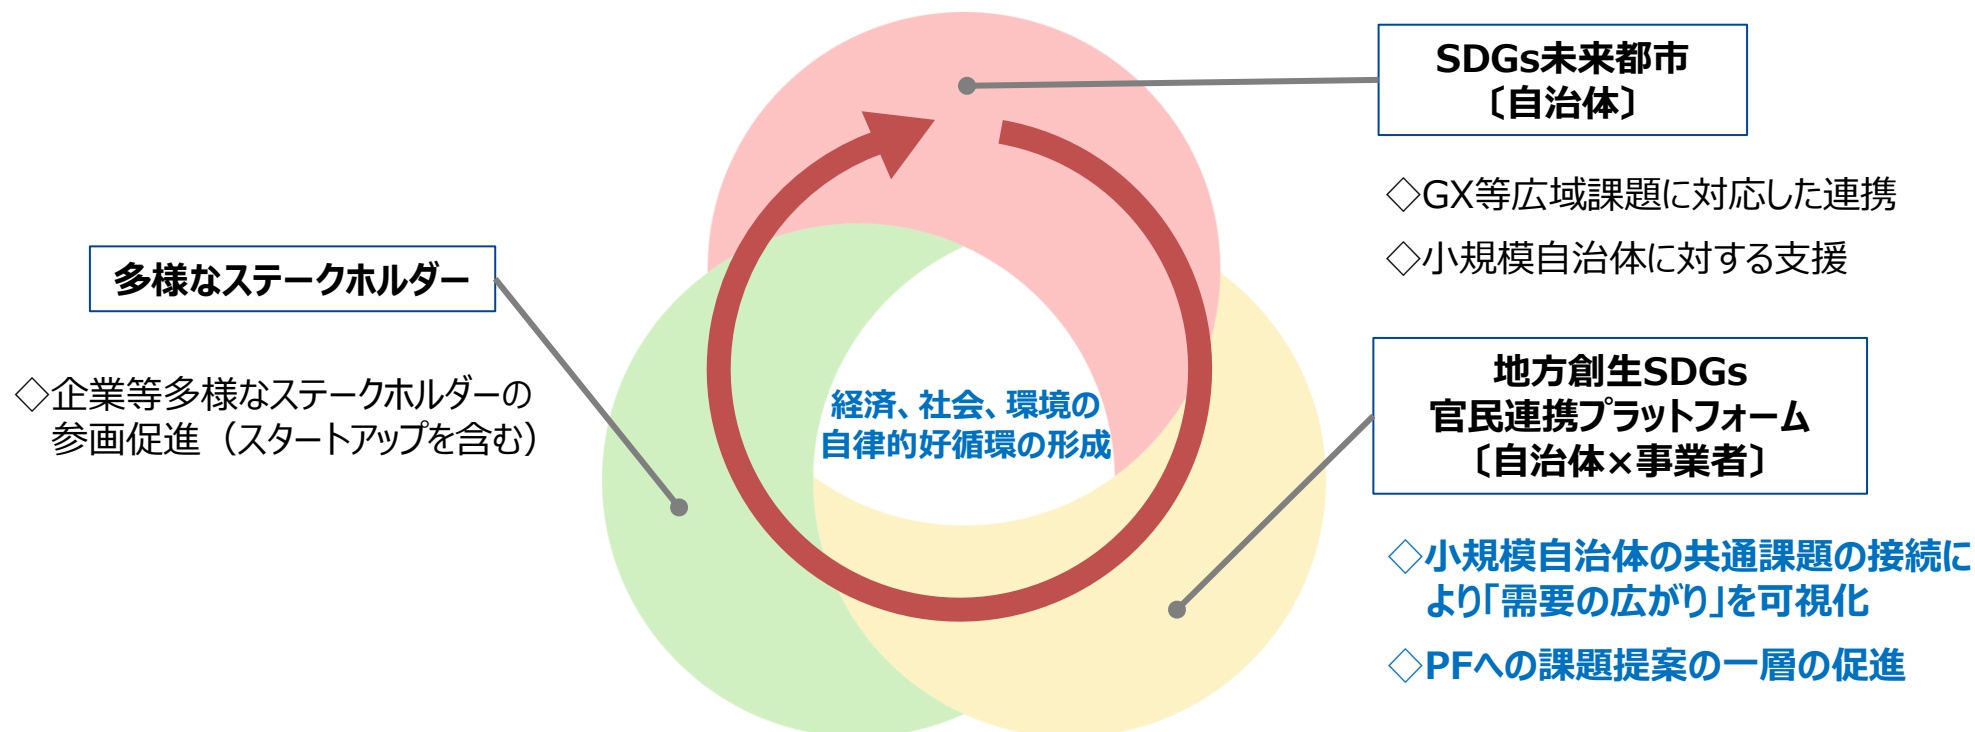 SDGs未来都市
〔自治体〕
◇GX等広域課題に対応した連携
◇小規模自治体に対する支援
多様なステークホルダー
◇企業等多様なステークホルダーの
参画促進（スタートアップを含む）
経済、社会、環境の
自律的好循環の形成
地方創生SDGs
官民連携プラットフォーム
〔自治体×事業者〕
◇小規模自治体の共通課題の接続に
より｢需要の広がり｣を可視化
◇PFへの課題提案の一層の促進